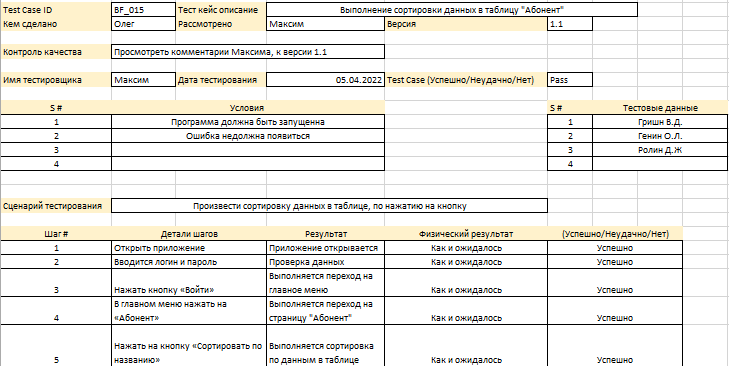 Test Case ID BF_015 Тест кейс описание Выполнение сортировки данных в таблицу "Абонент"
Кем сделано Олег Рассмотрено Максим Версия 1.1
Контроль качества Просмотреть комментарии Максима, к версии 1.1
Имя тестировщика Максим Дата тестирования 05.04.2022 Test Case (Успешно/Неудачно/Нет) Pass
S # Условия S # Тестовые данные
1 Программа должна быть запущенна 1 Гришн В.Д.
2 Ошибка недолжна появиться 2 Генин О.Л.
3 3 Ролин Д.Ж
4 4
Сценарий тестирования Произвести сортировку данных в таблице, по нажатию на кнопку
Шаг # Детали шагов Результат Физический результат (Успешно/Неудачно/Нет)
1 Открыть приложение Приложение открывается Как и ожидалось Успешно
2 Вводится логин и пароль Проверка данных Как и ожидалось Успешно
Выполняется переход на
3 Нажать кнопку «Войти» главное меню Как и ожидалось Успешно
В главном меню нажать на Выполняется переход на
4 «Абонент» страницу "Абонент" Как и ожидалось Успешно
Нажать на кнопку «Сортировать по Выполняется сортировка
5 названию» по данным в таблице Как и ожидалось Успешно